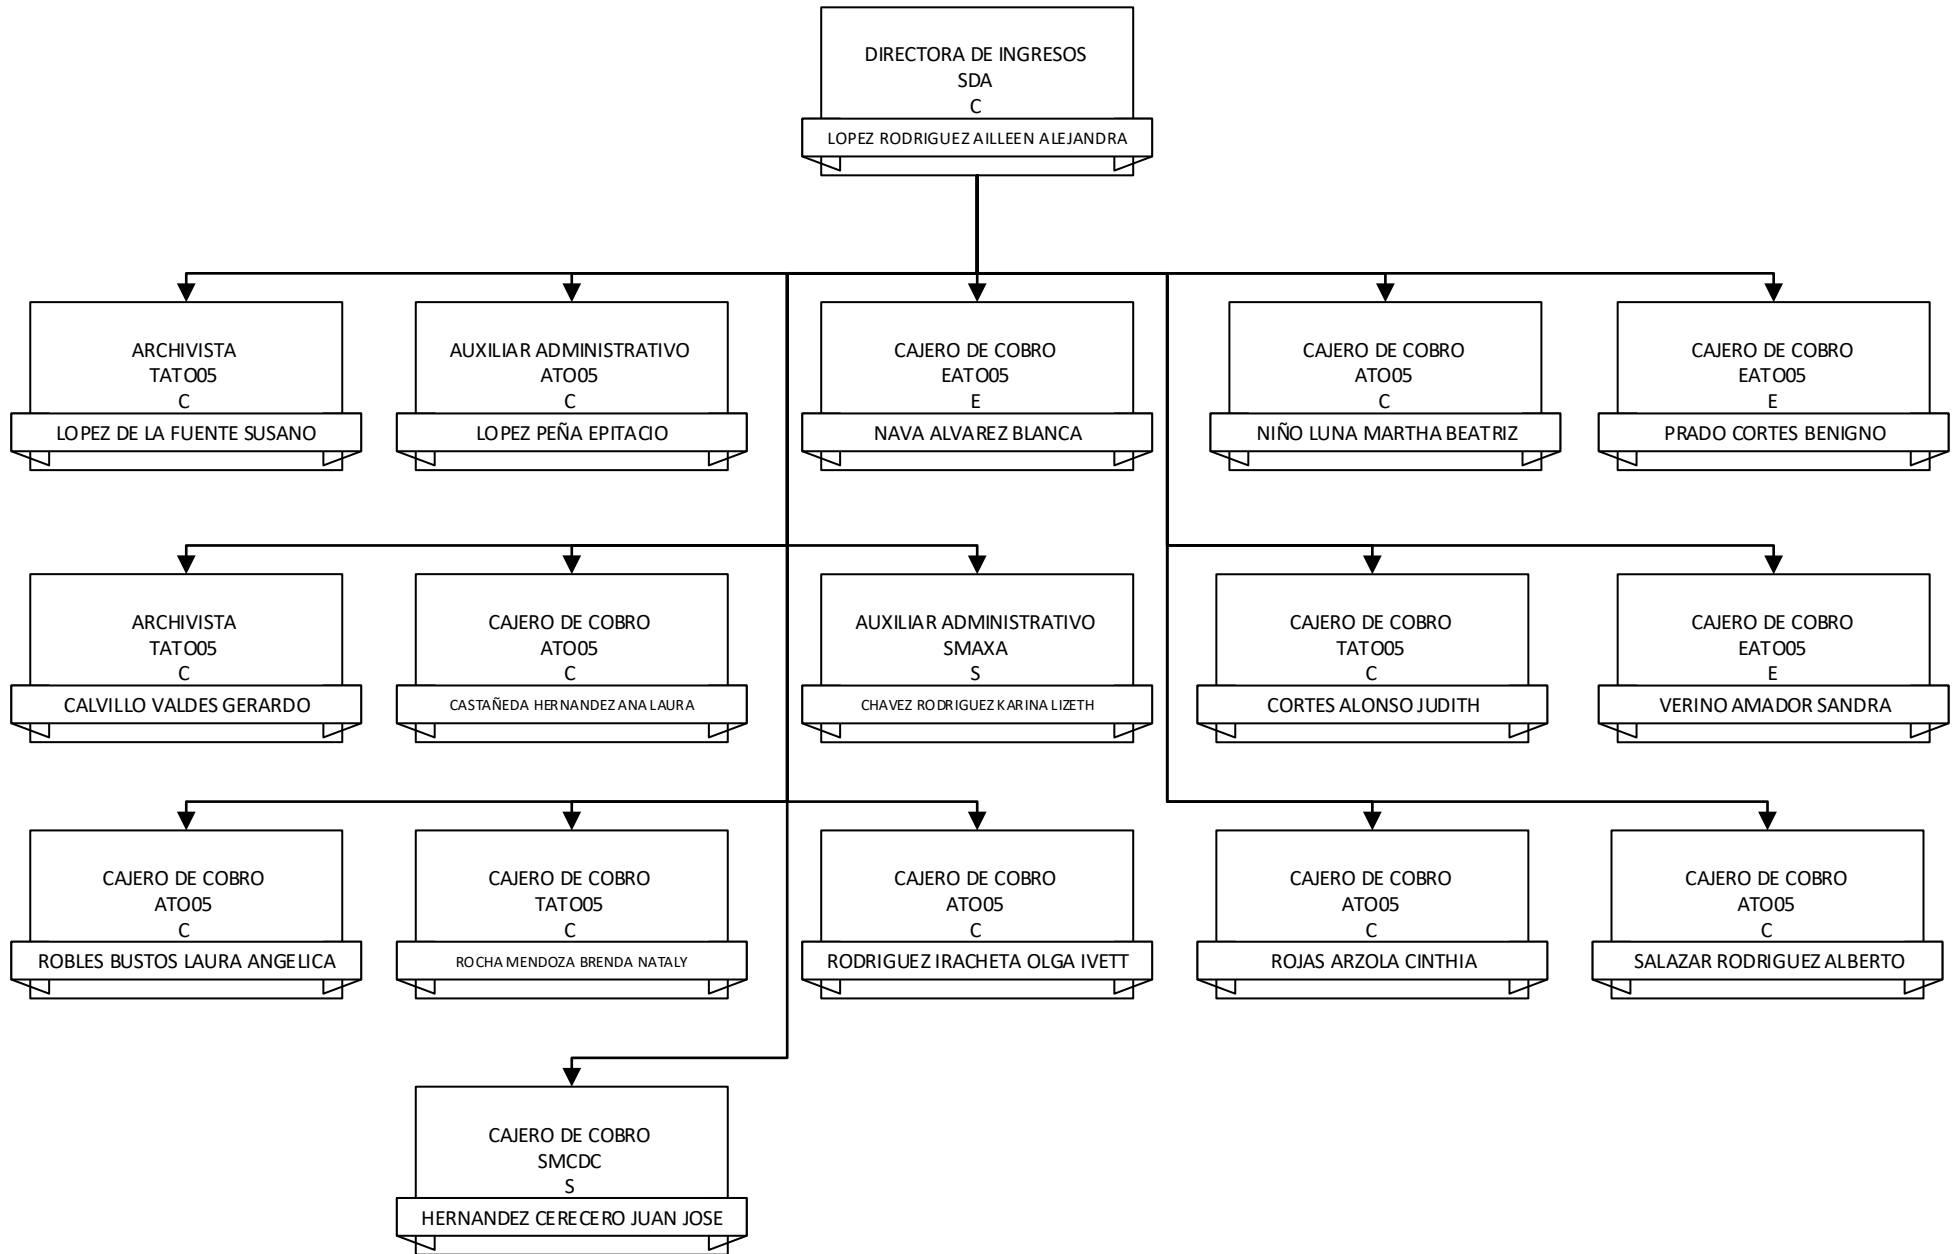 DIRECTORA DE INGRESOS
SDA
C
LOPEZ RODRIGUEZ AILLEEN ALEJANDRA
ARCHIVISTA
TATO05
C
LOPEZ DE LA FUENTE SUSANO
AUXILIAR ADMINISTRATIVO
ATO05
C
LOPEZ PEÑA EPITACIO
CAJERO DE COBRO
EATO05
E
NAVA ALVAREZ BLANCA
CAJERO DE COBRO
ATO05
C
NIÑO LUNA MARTHA BEATRIZ
CAJERO DE COBRO
EATO05
E
PRADO CORTES BENIGNO
ARCHIVISTA
TATO05
C
CALVILLO VALDES GERARDO
CAJERO DE COBRO
ATO05
C
CASTAÑEDA HERNANDEZ ANA LAURA
AUXILIAR ADMINISTRATIVO
SMAXA
S
CHAVEZ RODRIGUEZ KARINA LIZETH
CAJERO DE COBRO
TATO05
C
CORTES ALONSO JUDITH
CAJERO DE COBRO
EATO05
E
VERINO AMADOR SANDRA
CAJERO DE COBRO
ATO05
C
ROBLES BUSTOS LAURA ANGELICA
CAJERO DE COBRO
TATO05
C
ROCHA MENDOZA BRENDA NATALY
CAJERO DE COBRO
ATO05
C
RODRIGUEZ IRACHETA OLGA IVETT
CAJERO DE COBRO
ATO05
C
ROJAS ARZOLA CINTHIA
CAJERO DE COBRO
ATO05
C
SALAZAR RODRIGUEZ ALBERTO
CAJERO DE COBRO
SMCDC
S
HERNANDEZ CERECERO JUAN JOSE